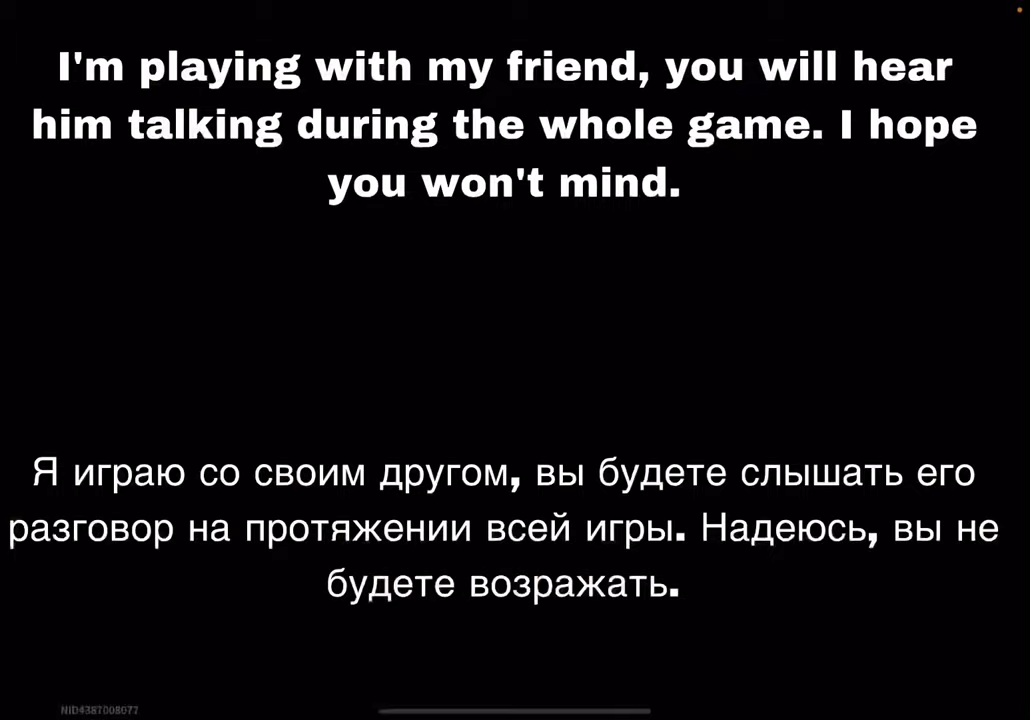 I'm playing with my friend, you will hear
him talking during the whole game. I hope
you won't mind.
Я играю со своим другом, вы будете слышать его
разговор на протяжении всей игры. Надеюсь, вы не
будете возражать.